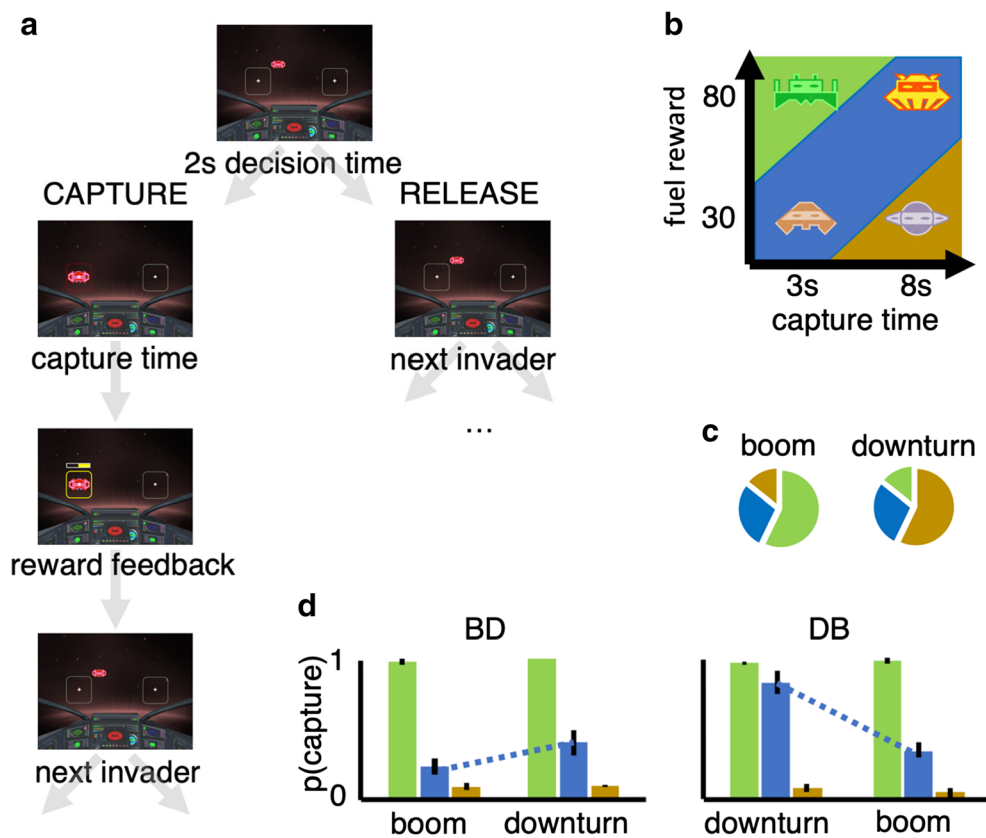 a
2s decision time
CAPTURE
RELEASE
capture time
next invader
...
reward feedback
next invader
b
fuel reward
80
30
3s
8s
capture time
c
boom
downturn
d
BD
DB
p(capture)
1
0
boom
downturn
downturn
boom